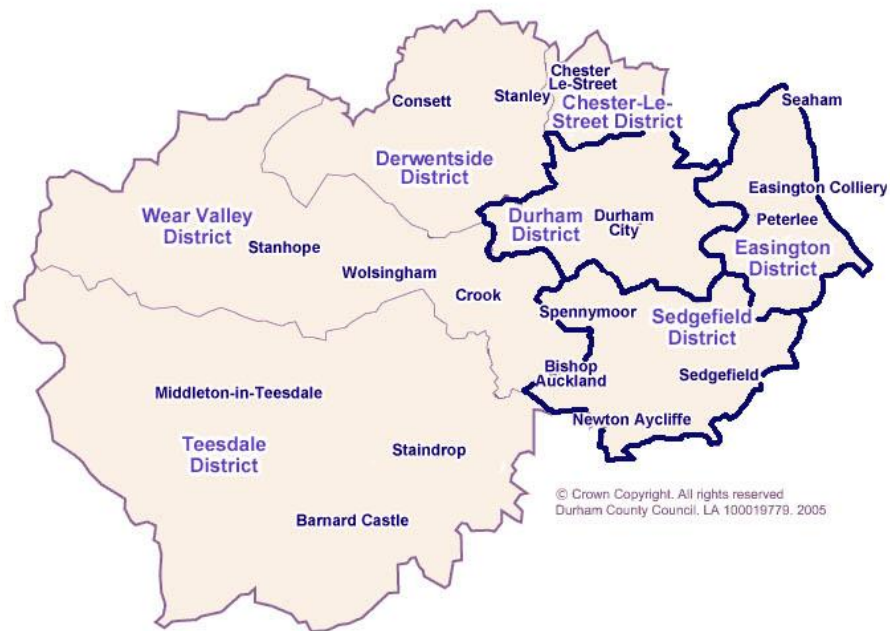 Chester
Le-Street
Consett
Stanley
Seaham
Chester-Le-
Street District
Derwentside
District
Easington Colliery
Wear Valley
District
Durham
District
Durham
City
Peterlee
Stanhope
Easington
District
Wolsingham
Crook
Spennymoor
Sedgefield
District
Bishop
Auckland
Sedgefield
Middleton-in-Teesdale
Newton Aycliffe
Teesdale
District
Staindrop
Barnard Castle
© Crown Copyright. All rights reserved
Durham County Council. LA 100019779. 2005